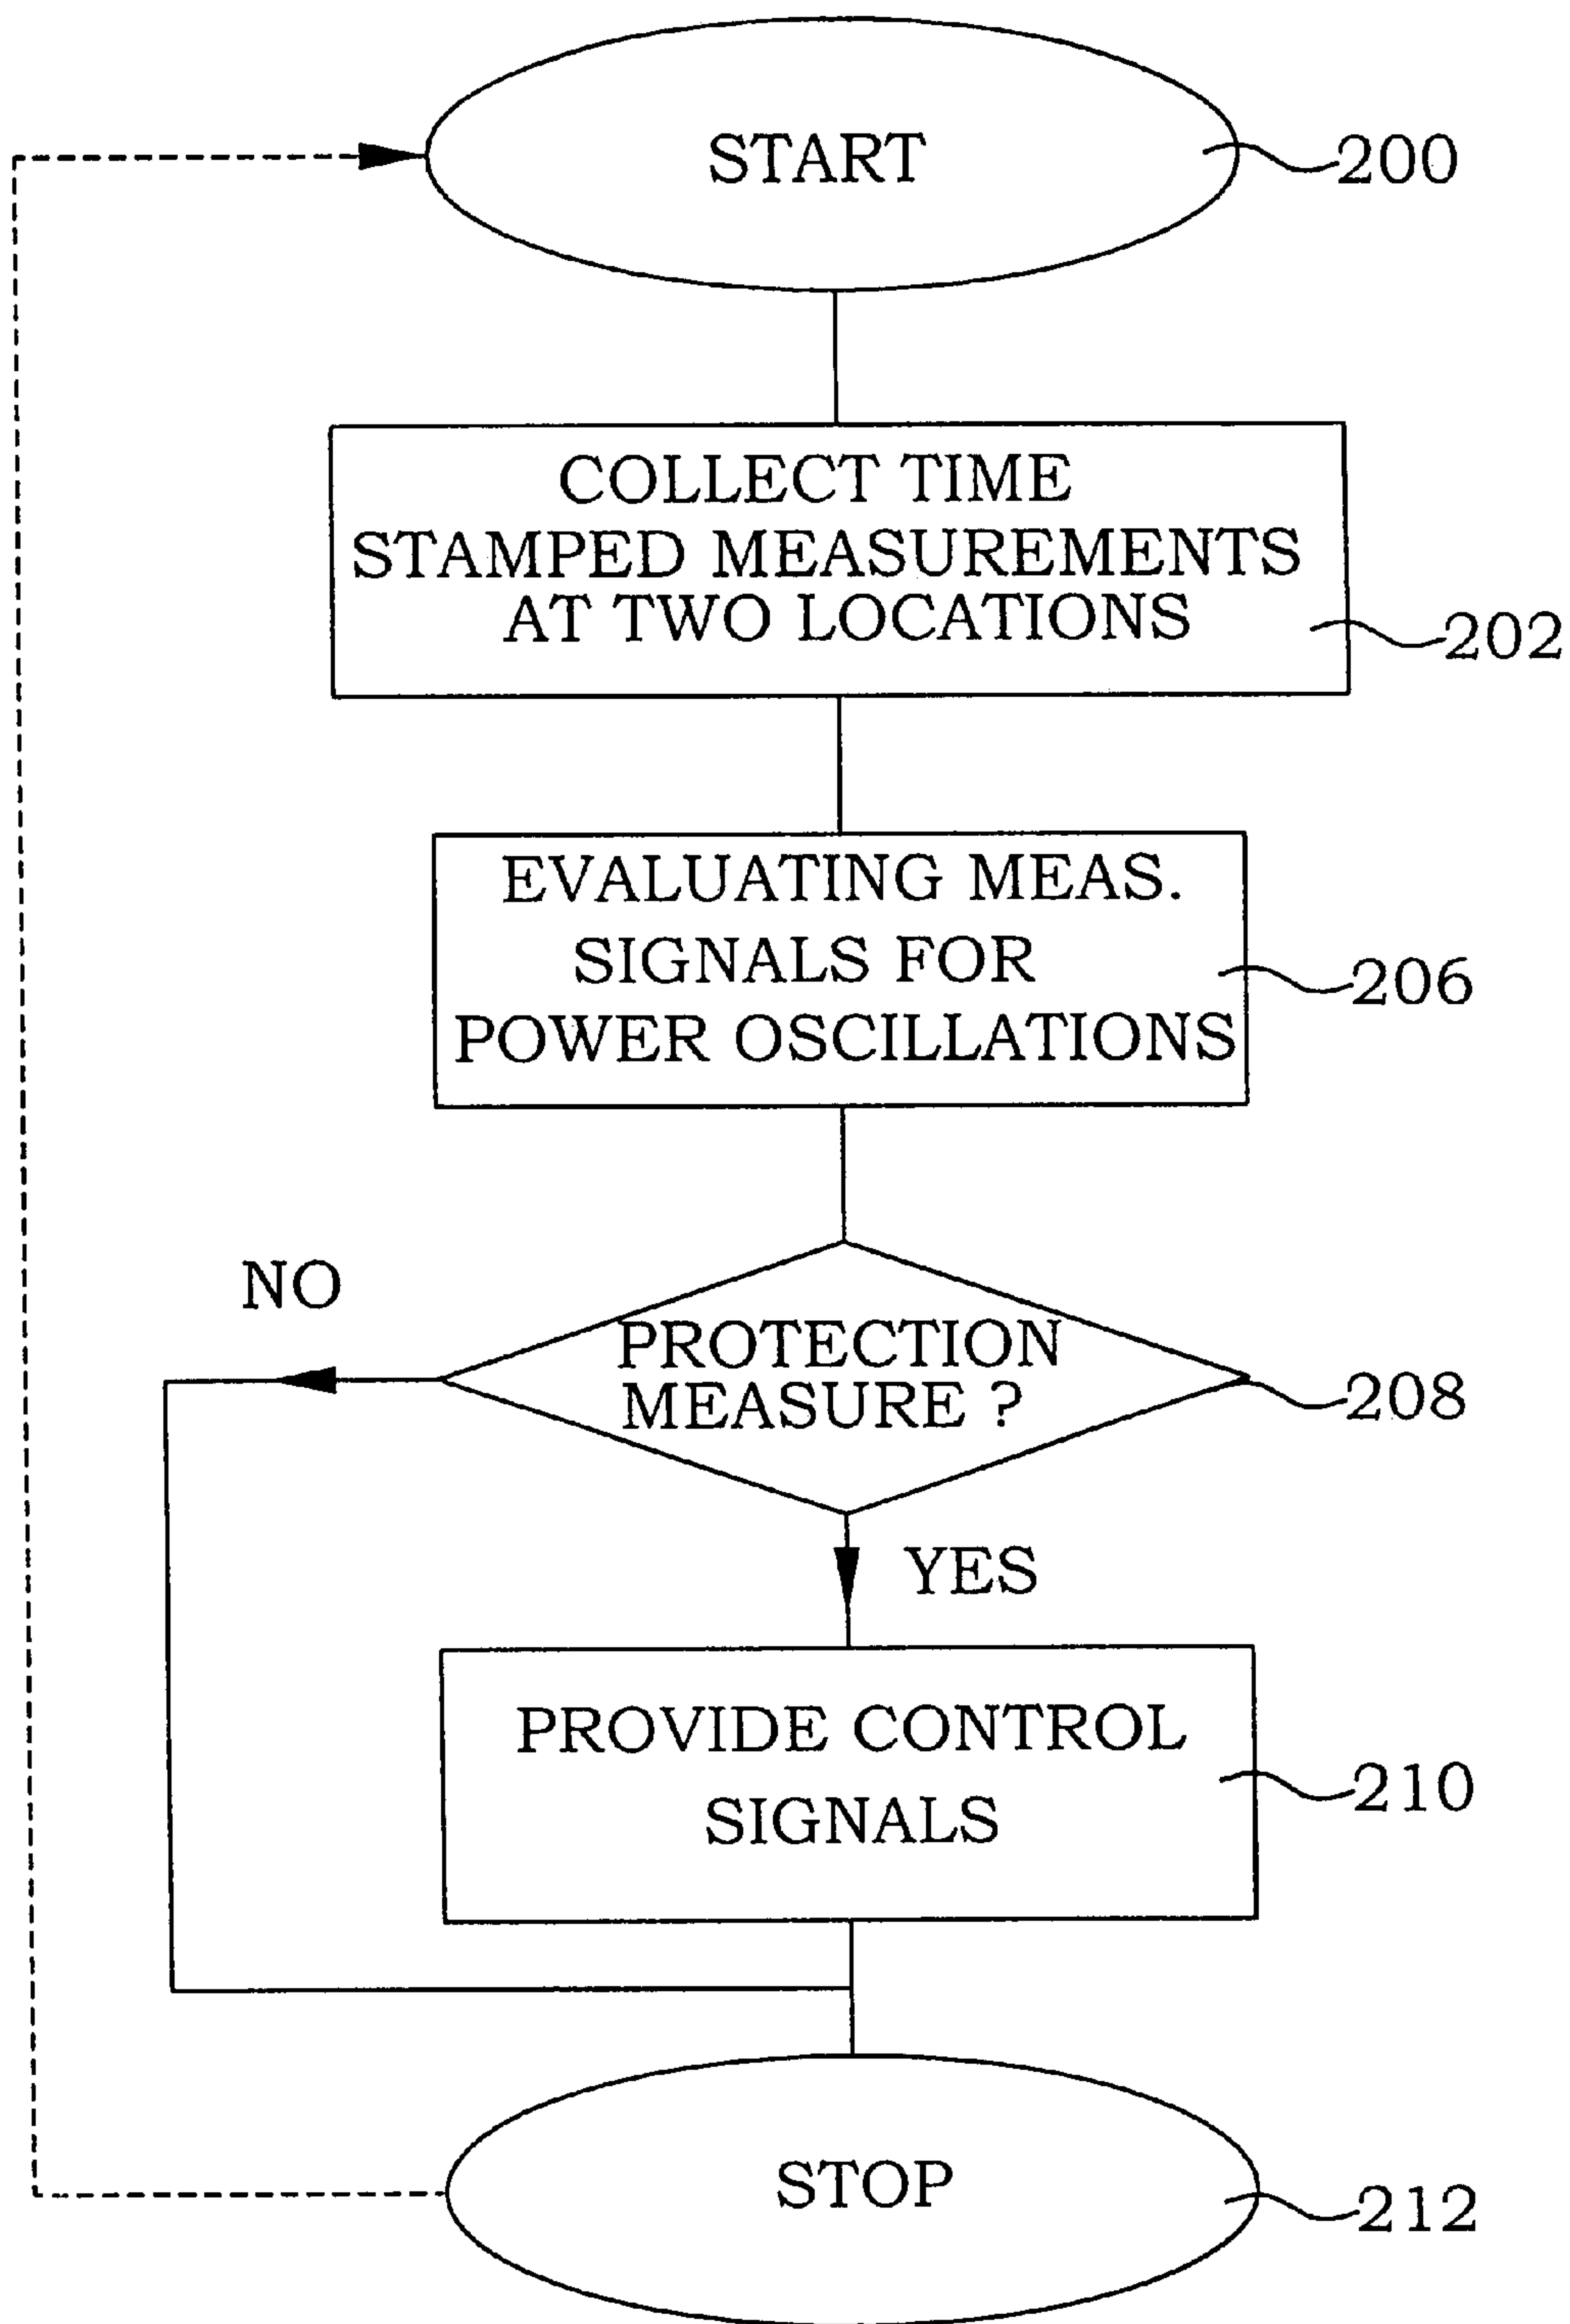 START
200
COLLECT TIME
STAMPED MEASUREMENTS
AT TWO LOCATIONS
202
EVALUATING MEAS.
SIGNALS FOR
POWER OSCILLATIONS
206
NO
PROTECTION
MEASURE ?
208
YES
PROVIDE CONTROL
SIGNALS
210
STOP
212